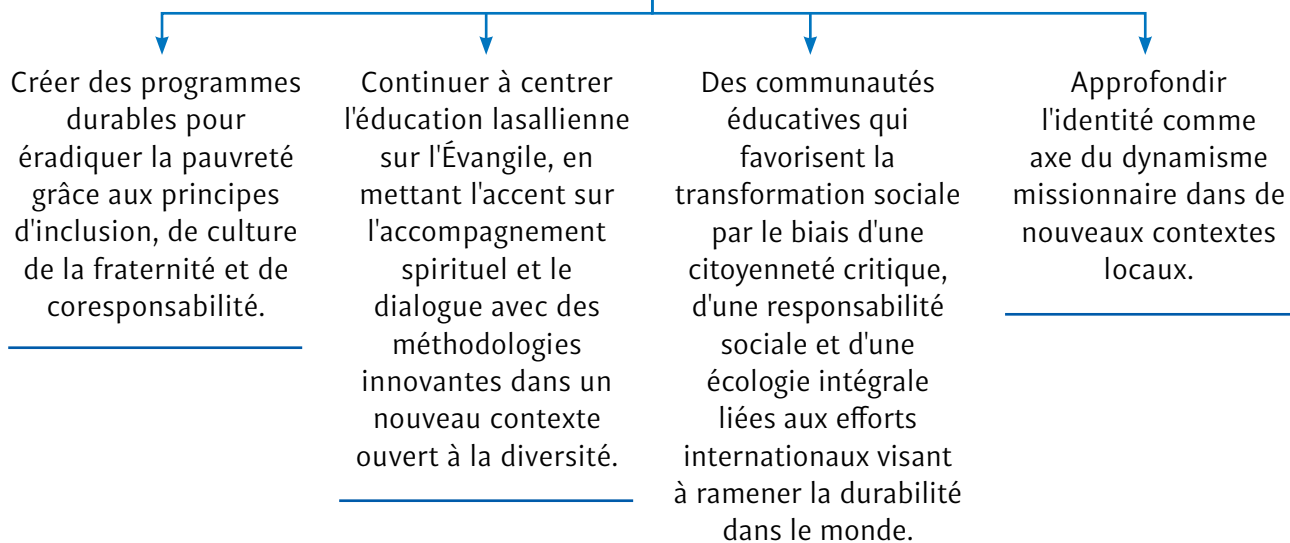 Créer des programmes
durables pour
éradiquer la pauvreté
grâce aux principes
d'inclusion, de culture
de la fraternité et de
coresponsabilité.
Continuer à centrer
l'éducation lasallienne
sur l'Évangile, en
mettant l'accent sur
l'accompagnement
spirituel et le
dialogue avec des
méthodologies
innovantes dans un
nouveau contexte
ouvert à la diversité.
Des communautés
éducatives qui
favorisent la
transformation sociale
par le biais d'une
citoyenneté critique,
d'une responsabilité
sociale et d'une
écologie intégrale
liées aux efforts
internationaux visant
à ramener la durabilité
dans le monde.
Approfondir
l'identité comme
axe du dynamisme
missionnaire dans de
nouveaux contextes
locaux.